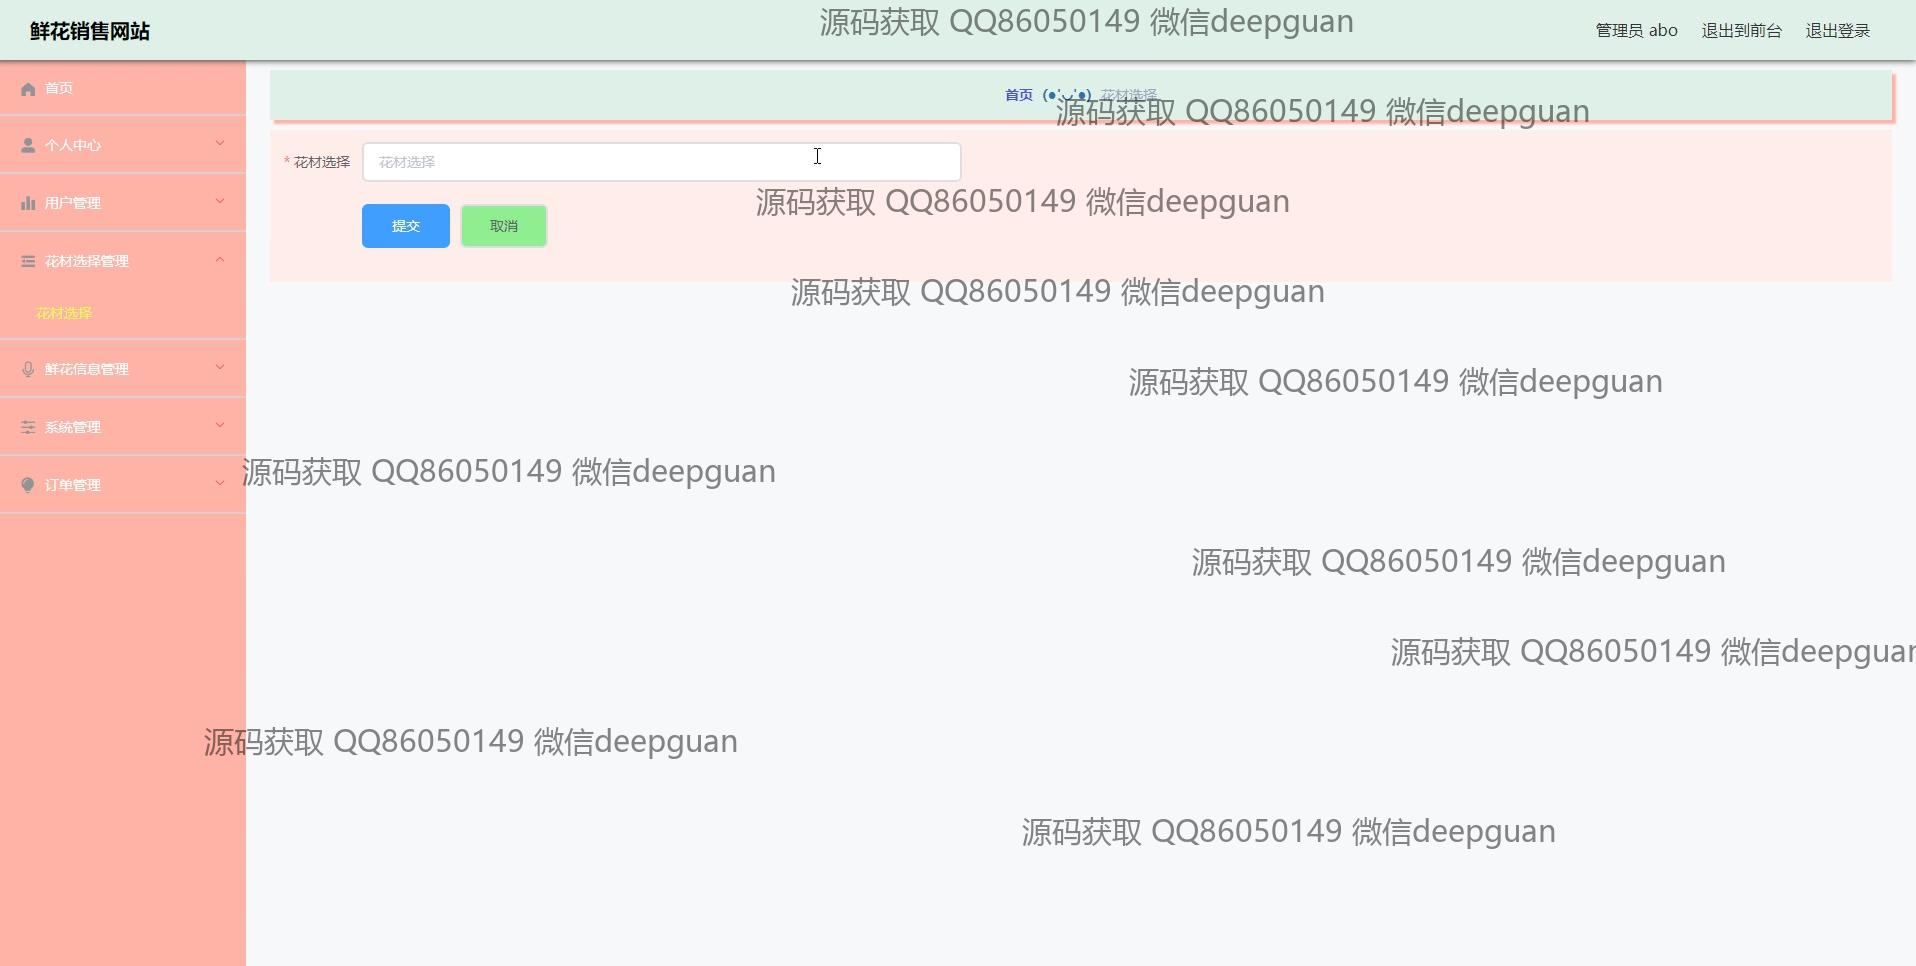 鲜花销售网站
源码获取 QQ86050149 微信deepguan
管理员 abo 退出到前台 退出登录
首页
首页 (●'◡'●) 花材选择
源码获取 QQ86050149 微信deepguan
个人中心
* 花材选择 花材选择
用户管理
源码获取 QQ86050149 微信deepguan
提交 取消
花材选择管理
源码获取 QQ86050149 微信deepguan
花材选择
鲜花信息管理
源码获取 QQ86050149 微信deepguan
系统管理
源码获取 QQ86050149 微信deepguan
订单管理
源码获取 QQ86050149 微信deepguan
源码获取 QQ86050149 微信deepguan
源码获取 QQ86050149 微信deepguan
源码获取 QQ86050149 微信deepguan